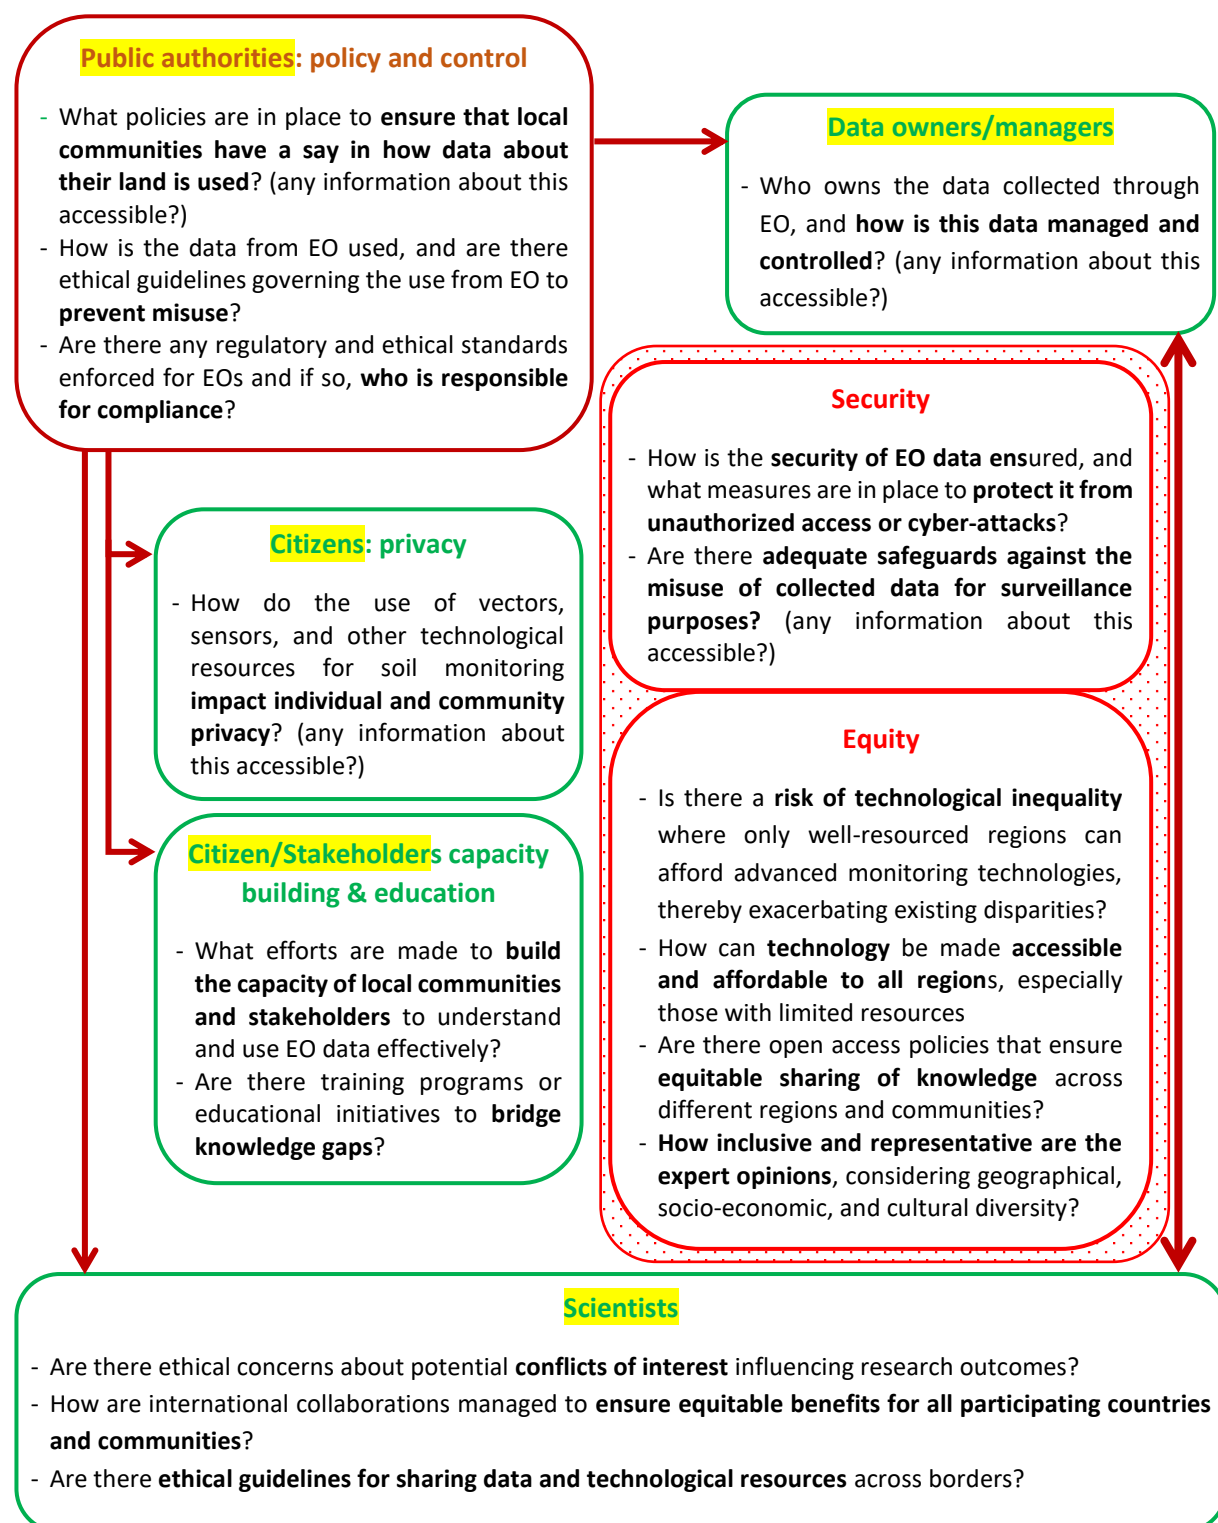 Public authorities: policy and control
- What policies are in place to ensure that local
communities have a say in how data about
their land is used? (any information about this
accessible?)
- How is the data from EO used, and are there
ethical guidelines governing the use from EO to
prevent misuse?
- Are there any regulatory and ethical standards
enforced for EOs and if so, who is responsible
for compliance?
Data owners/managers
- Who owns the data collected through
EO, and how is this data managed and
controlled? (any information about this
accessible?)
Security
- How is the security of EO data ensured, and
what measures are in place to protect it from
unauthorized access or cyber-attacks?
- Are there adequate safeguards against the
misuse of collected data for surveillance
purposes? (any information about this
accessible?)
Citizens: privacy
- How do the use of vectors,
sensors, and other technological
resources for soil monitoring
impact individual and community
privacy? (any information about
this accessible?)
Equity
- Is there a risk of technological inequality
where only well-resourced regions can
afford advanced monitoring technologies,
thereby exacerbating existing disparities?
- How can technology be made accessible
and affordable to all regions, especially
those with limited resources
- Are there open access policies that ensure
equitable sharing of knowledge across
different regions and communities?
- How inclusive and representative are the
expert opinions, considering geographical,
socio-economic, and cultural diversity?
Citizen/Stakeholders capacity
building & education
- What efforts are made to build
the capacity of local communities
and stakeholders to understand
and use EO data effectively?
- Are there training programs or
educational initiatives to bridge
knowledge gaps?
Scientists
- Are there ethical concerns about potential conflicts of interest influencing research outcomes?
- How are international collaborations managed to ensure equitable benefits for all participating countries
and communities?
- Are there ethical guidelines for sharing data and technological resources across borders?